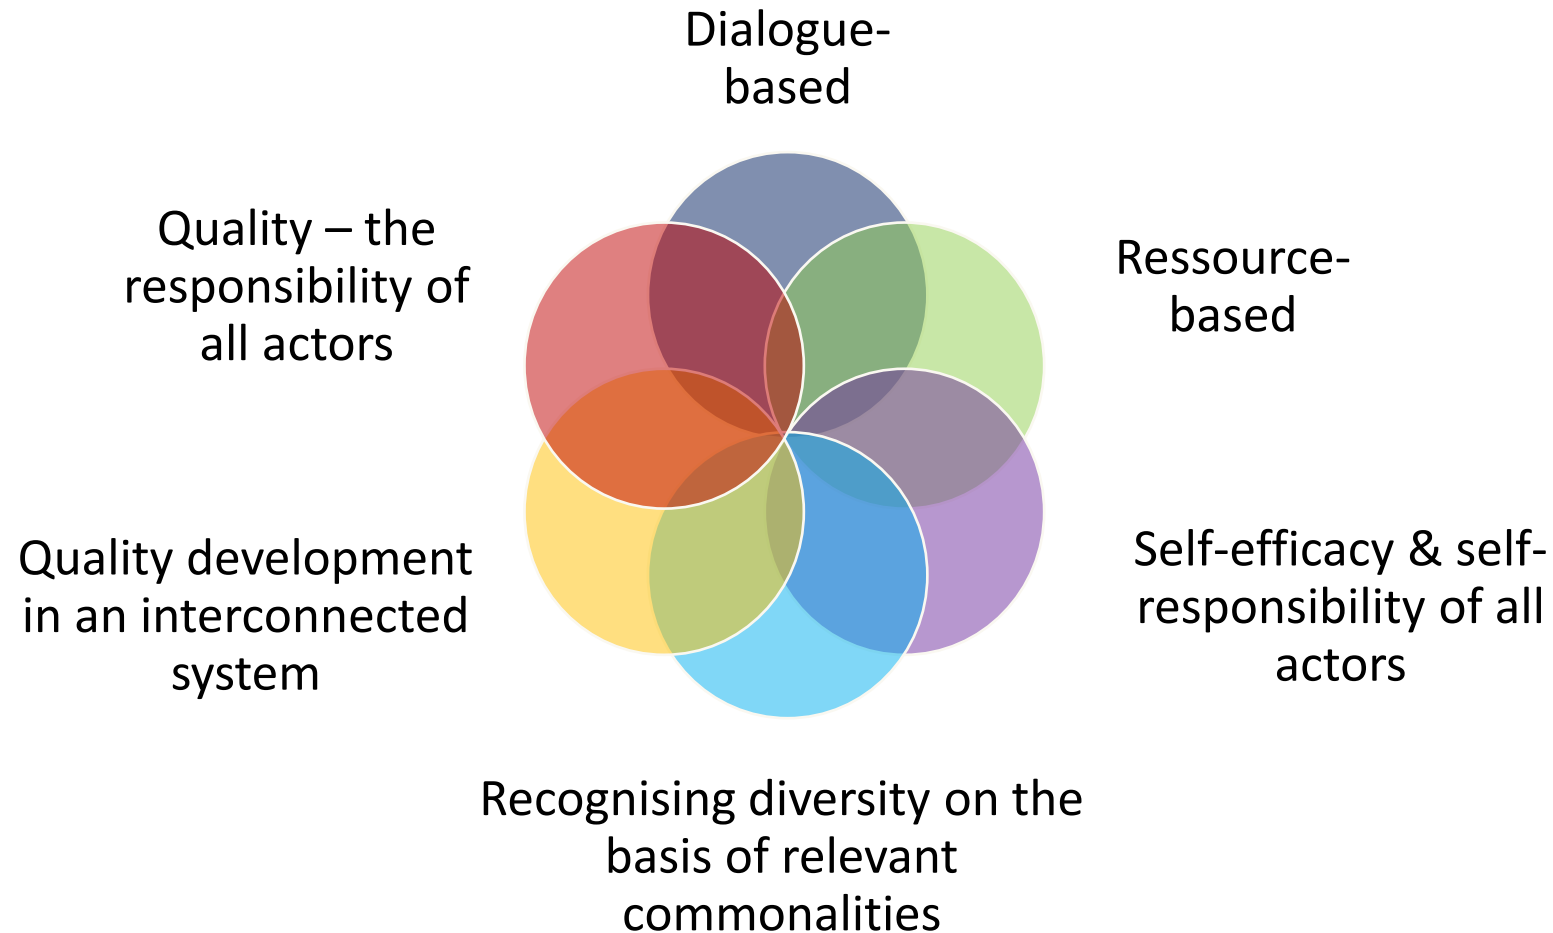 Dialogue-
based
Ressource-
based
Self-efficacy & self-
responsibility of all
actors
Recognising diversity on the
basis of relevant
commonalities
Quality development
in an interconnected
system
Quality – the
responsibility of
all actors